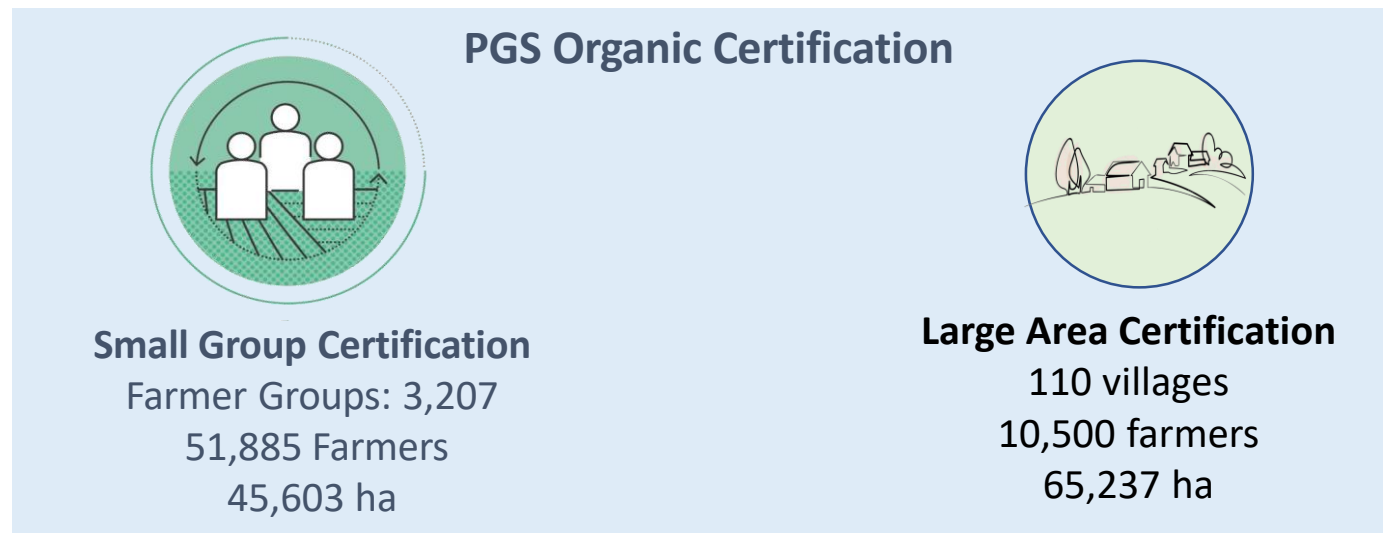 PGS Organic Certification
Small Group Certification
Farmer Groups: 3,207
51,885 Farmers
45,603 ha
Large Area Certification
110 villages
10,500 farmers
65,237 ha